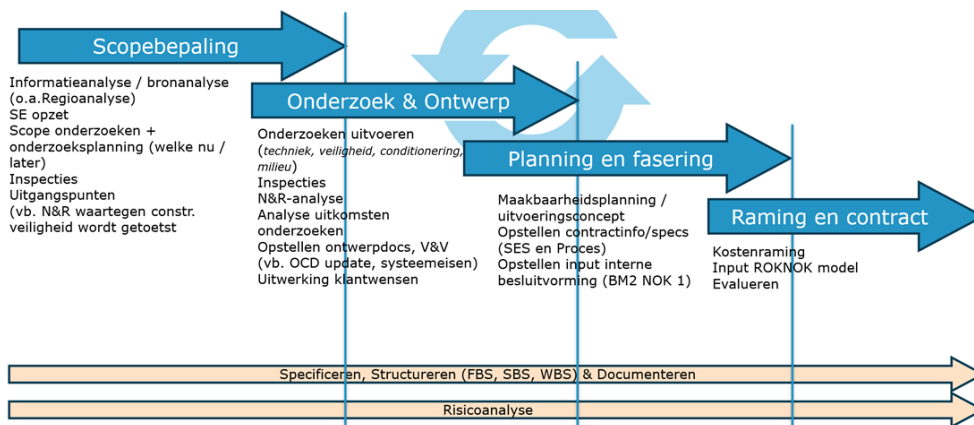 Scopebepaling
Informatieanalyse / bronanalyse
(o.a.Regioanalyse)
SE opzet
Scope onderzoeken +
onderzoeksplanning (welke nu /
later)
Inspecties
Uitgangspunten
(vb. N&R waartegen constr.
veiligheid wordt getoetst
Onderzoek & Ontwerp
Onderzoeken uitvoeren
(techniek, veiligheid, conditionering,
milieu)
Inspecties
N&R-analyse
Analyse uitkomsten
onderzoeken
Opstellen ontwerpdocs, V&V
(vb. OCD update, systeemeisen)
Uitwerking klantwensen
Planning en fasering
Maakbaarheidsplanning /
uitvoeringsconcept
Opstellen contractinfo/specs
(SES en Proces)
Opstellen input interne
besluitvorming (BM2 NOK 1)
Raming en contract
Kostenraming
Input ROKNOK model
Evalueren
Specificeren, Structureren (FBS, SBS, WBS) & Documenteren
Risicoanalyse